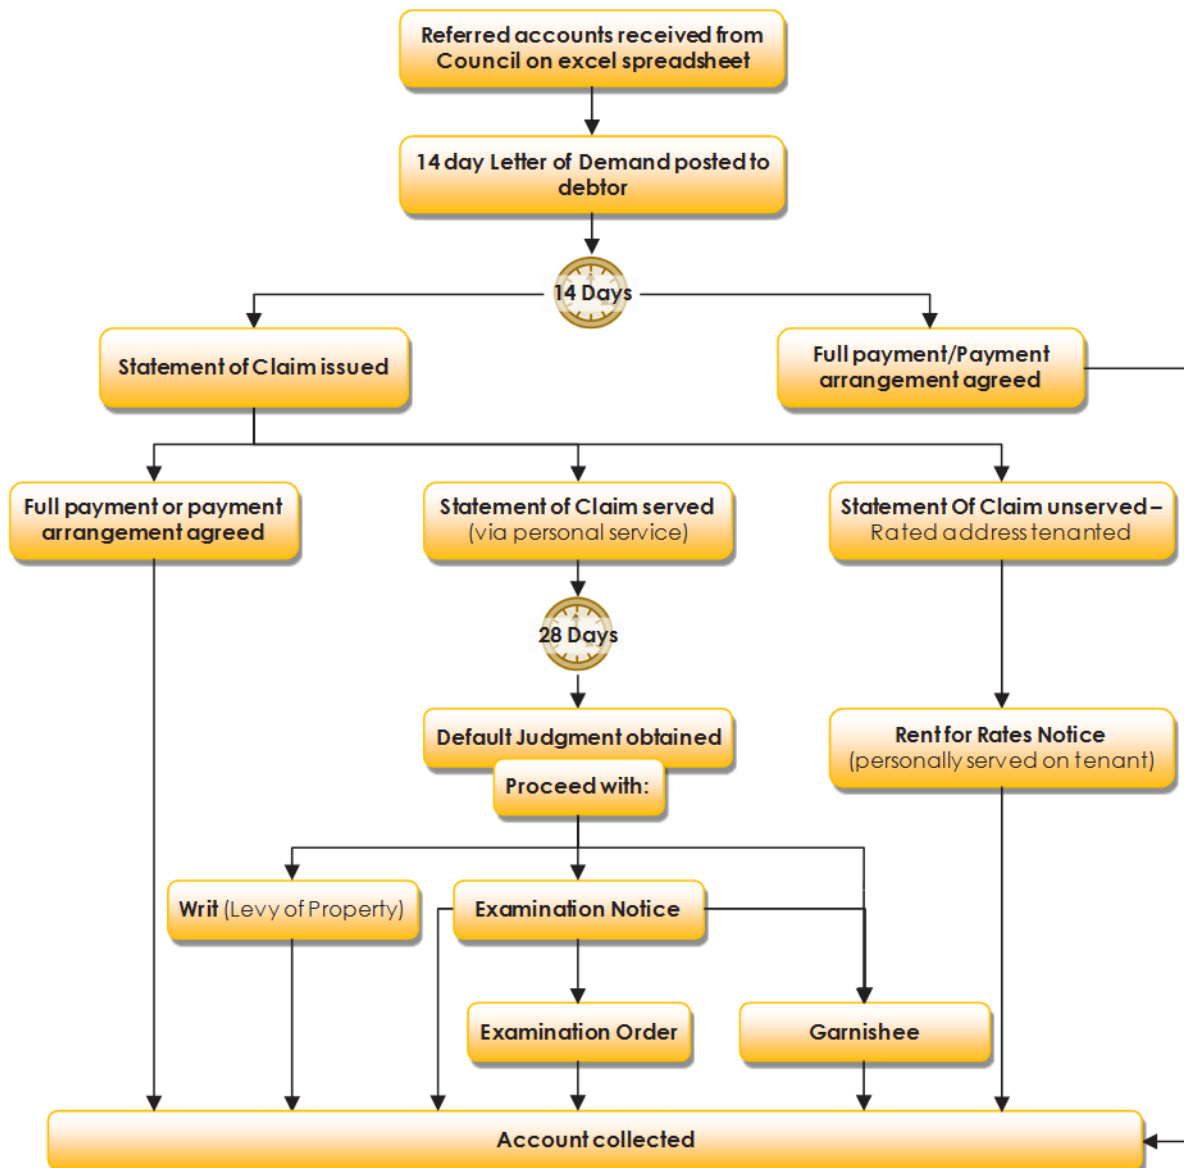 Referred accounts received from
Council on excel spreadsheet
14 day Letter of Demand posted to
debtor
14 Days
Statement of Claim issued
Full payment/Payment
arrangement agreed
Full payment or payment
arrangement agreed
Statement of Claim served
(via personal service)
Statement Of Claim unserved –
Rated address tenanted
28 Days
Default Judgment obtained
Proceed with:
Rent for Rates Notice
(personally served on tenant)
Writ (Levy of Property)
Examination Notice
Examination Order
Garnishee
Account collected